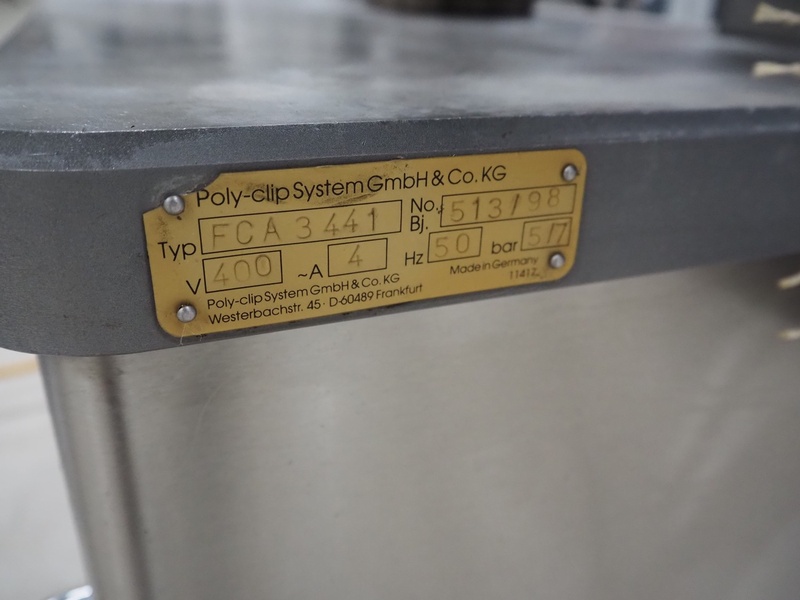 Poly-clip System GmbH & Co. KG
Typ FCA 3441 No. Bj. 513/98
V 400 ~A 4 Hz 50 bar 5/7
Poly-clip System GmbH & Co. KG Made in Germany
Westerbachstr. 45 · D-60489 Frankfurt